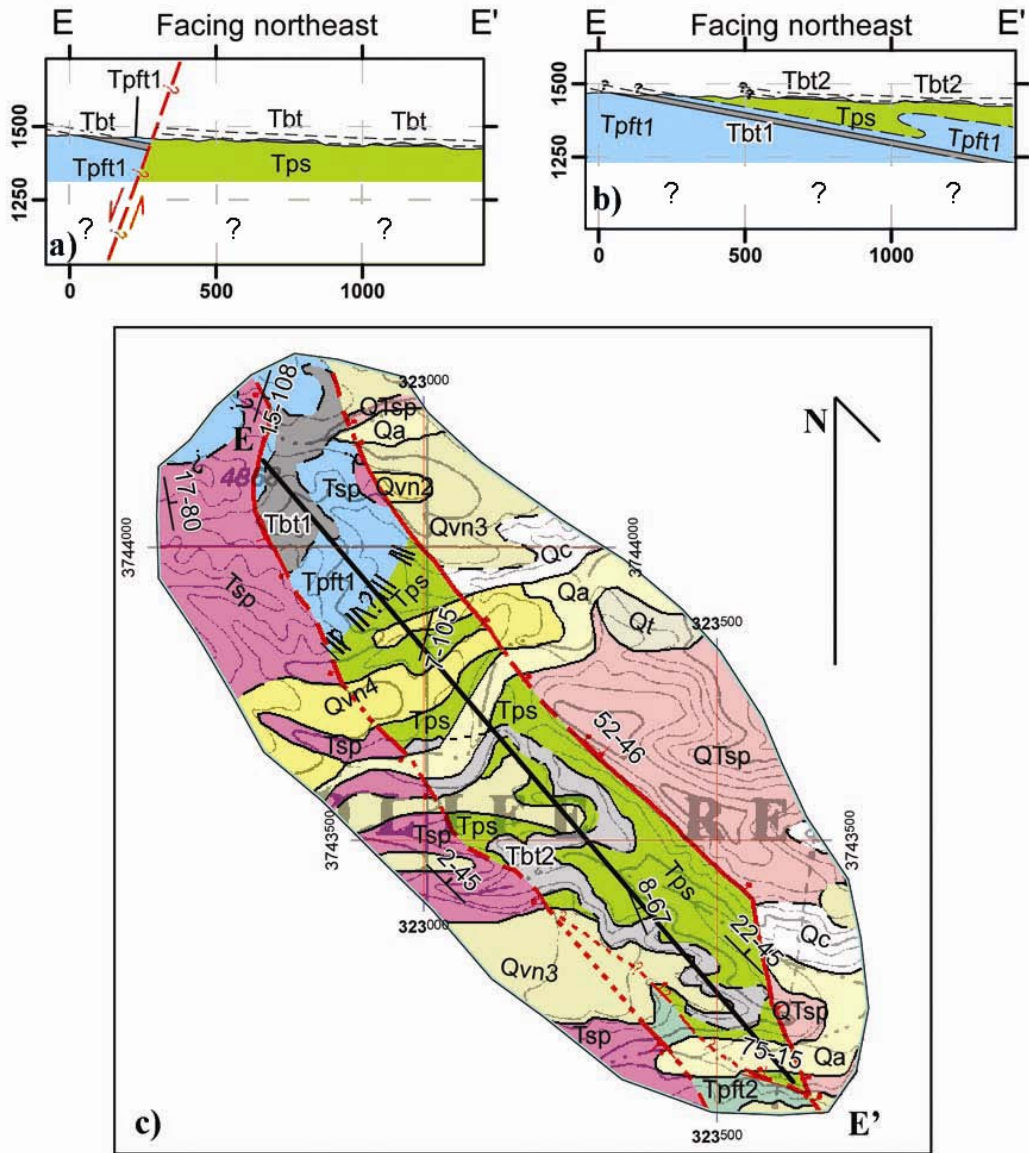 E Facing northeast E'
Tpft1
Tbt Tbt Tbt
Tpft1 Tps
1500
1250
? ? ?
a)
0 500 1000
E Facing northeast E'
1500
1250
Tbt2 Tbt2
Tps
Tpft1 Tbt1 Tpft1
? ? ?
b)
0 500 1000
323000
15-108
QTsp
Qa
E
N
17-80
Tsp
Qvn2
Tbt1
Qvn3
3744000
3744000
Qc
Tsp
Tpft1
?
Tps
Qa
Qt
323500
7-105
Qvn4
Tps
Tps
52-46
Tsp
QTsp
L I F E R E
Tps
Tsp
3743500
3743500
Tbt2
Tps
2-45
8-67
22-45
Qc
323000
Qvn3
QTsp
Tsp
75-15
Qa
Tpft2
323500
c)
E’